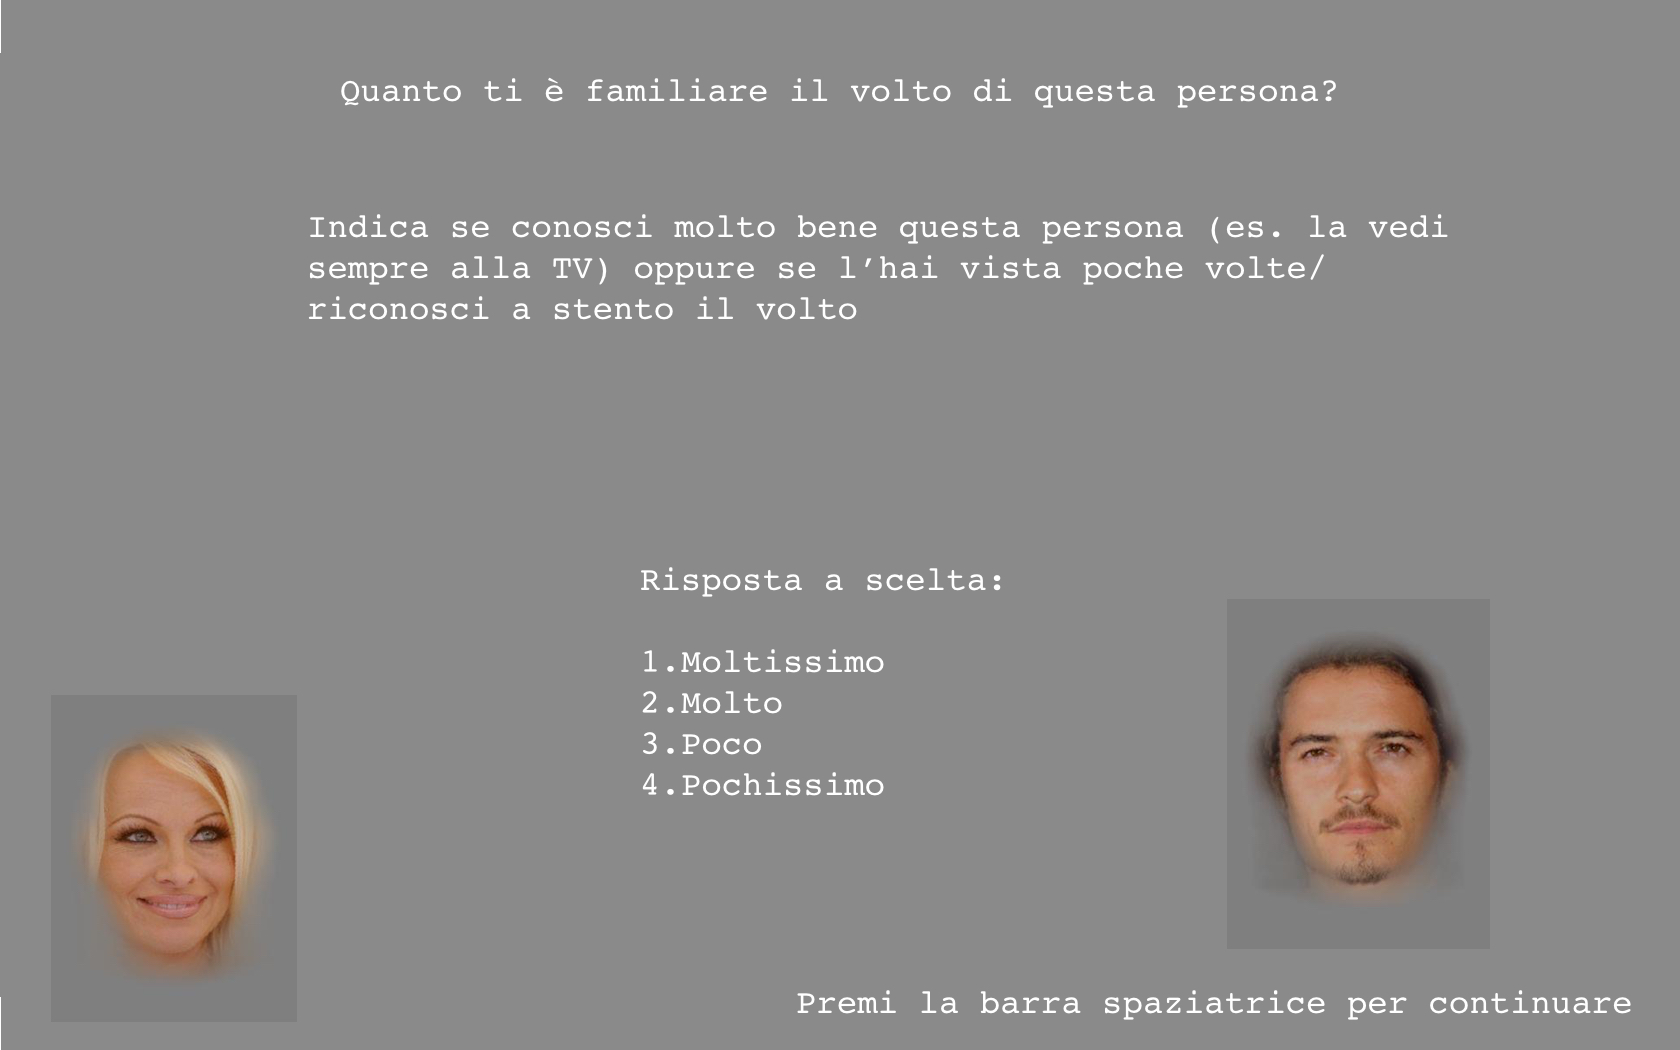 Quanto ti è familiare il volto di questa persona?
Indica se conosci molto bene questa persona (es. la vedi
sempre alla TV) oppure se l’hai vista poche volte/
riconosci a stento il volto
Risposta a scelta:
1.Moltissimo
2.Molto
3.Poco
4.Pochissimo
Premi la barra spaziatrice per continuare